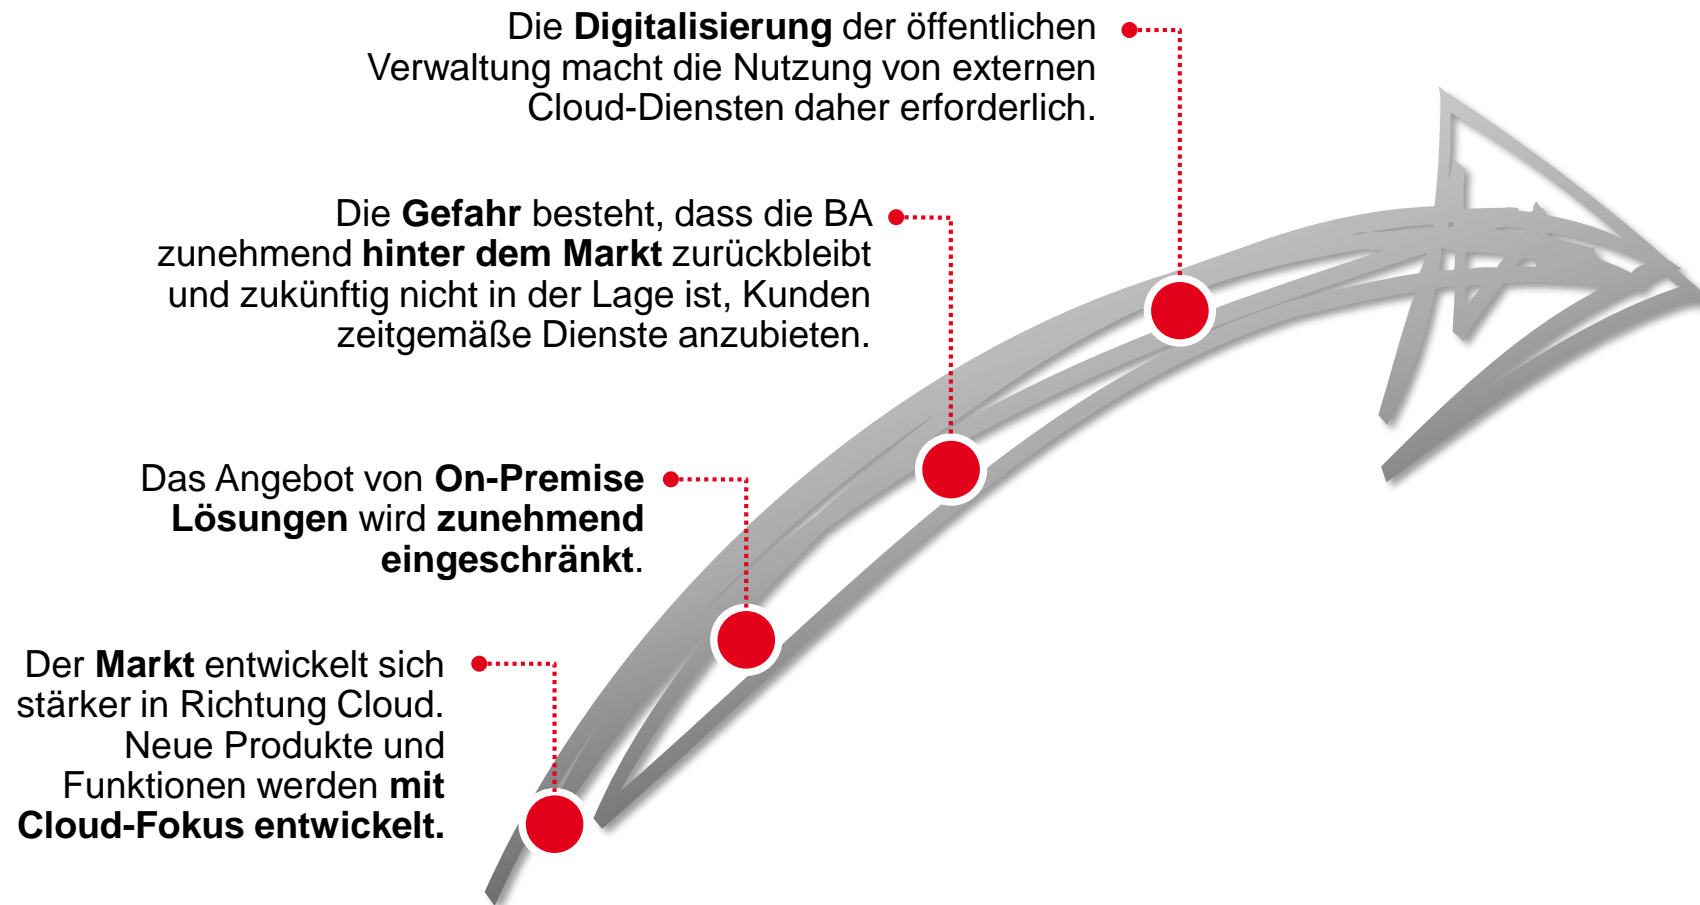 Die Digitalisierung der öffentlichen
Verwaltung macht die Nutzung von externen
Cloud-Diensten daher erforderlich.
Die Gefahr besteht, dass die BA
zunehmend hinter dem Markt zurückbleibt
und zukünftig nicht in der Lage ist, Kunden
zeitgemäße Dienste anzubieten.
Das Angebot von On-Premise
Lösungen wird zunehmend
eingeschränkt.
Der Markt entwickelt sich
stärker in Richtung Cloud.
Neue Produkte und
Funktionen werden mit
Cloud-Fokus entwickelt.